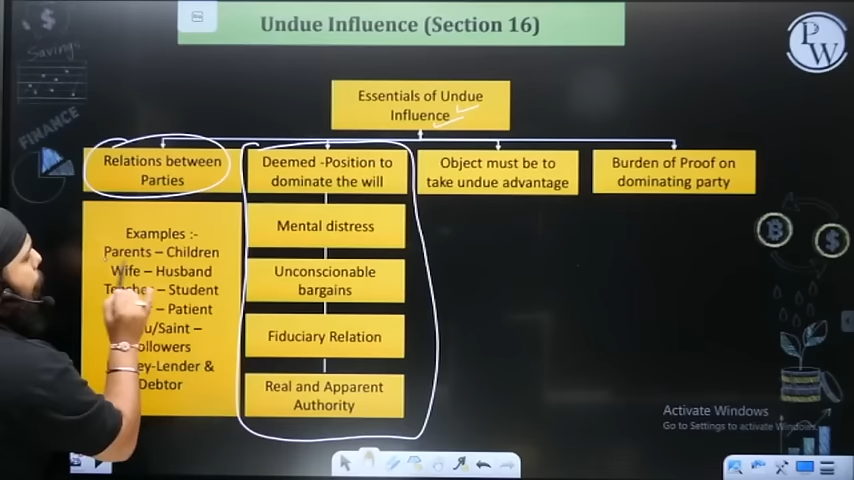 Undue Influence (Section 16)
P
W
Savings
FINANCE
Essentials of Undue
Influence
Relations between
Parties
Deemed -Position to
dominate the will
Object must be to
take undue advantage
Burden of Proof on
dominating party
Examples :-
Parents – Children
Wife – Husband
– Student
– Patient
/Saint –
Debtor
Mental distress
Unconscionable
bargains
Fiduciary Relation
Real and Apparent
Authority
Activate Windows
Go to Settings to activate Windows.